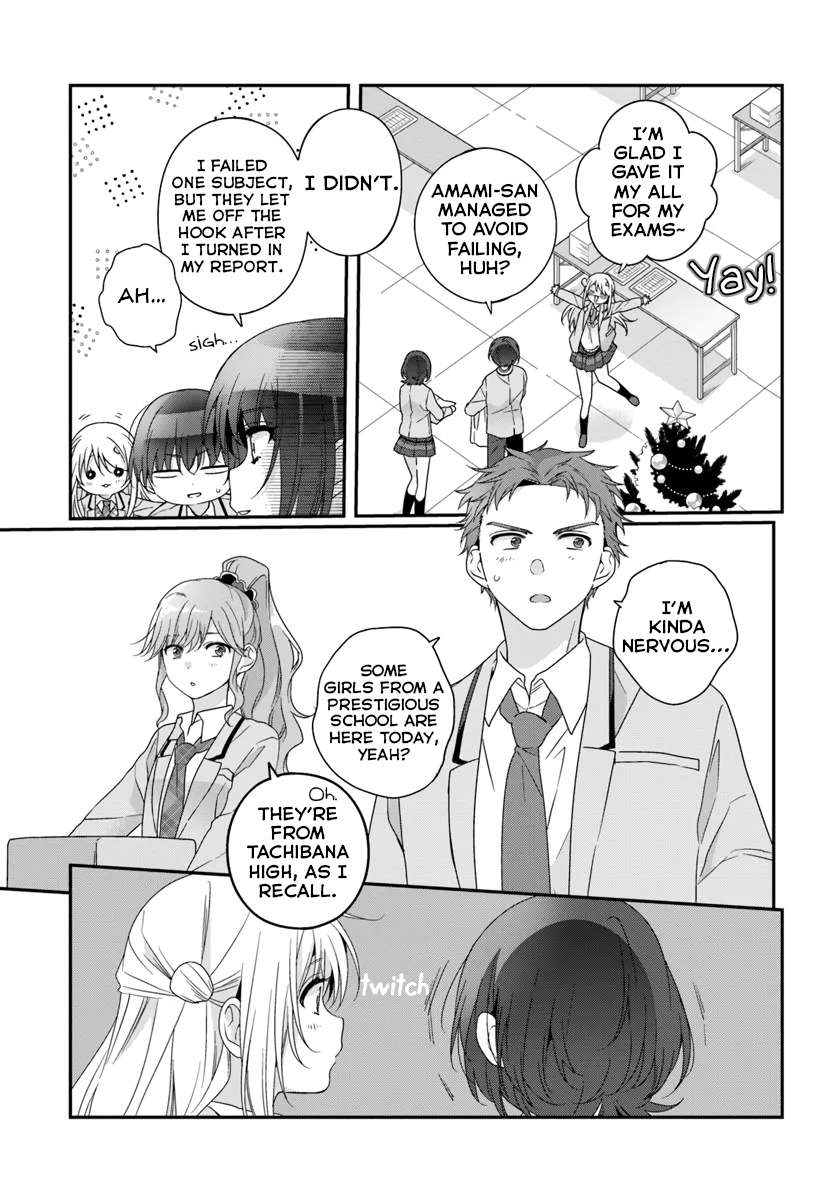 I'M
GLAD I
GAVE IT
MY ALL
FOR MY
EXAMS~
Yay!
AMAMI-SAN
MANAGED
TO AVOID
FAILING,
HUH?
I DIDN'T.
I FAILED
ONE SUBJECT,
BUT THEY LET
ME OFF THE
HOOK AFTER
I TURNED IN
MY REPORT.
sigh...
AH...
I'M
KINDA
NERVOUS...
SOME
GIRLS FROM A
PRESTIGIOUS
SCHOOL ARE
HERE TODAY,
YEAH?
Oh.
THEY'RE
FROM
TACHIBANA
HIGH, AS I
RECALL.
twitch